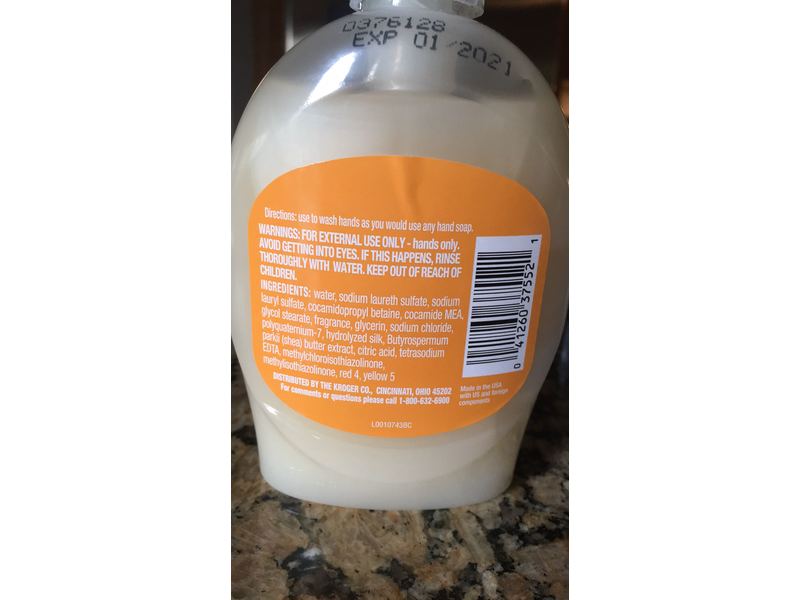 0376128
EXP 01/2021
Directions: use to wash hands as you would use any hand soap.
WARNINGS: FOR EXTERNAL USE ONLY - hands only.
AVOID GETTING INTO EYES. IF THIS HAPPENS, RINSE
THOROUGHLY WITH WATER. KEEP OUT OF REACH OF
CHILDREN.
INGREDIENTS: water, sodium laureth sulfate, sodium
lauryl sulfate, cocamidopropyl betaine, cocamide MEA,
glycol stearate, fragrance, glycerin, sodium chloride,
polyquaternium-7, hydrolyzed silk, Butyrospermum
parkii (shea) butter extract, citric acid, tetrasodium
EDTA, methylchloroisothiazolinone,
methylisothiazolinone, red 4, yellow 5
DISTRIBUTED BY THE KROGER CO., CINCINNATI, OHIO 45202
For comments or questions please call 1-800-632-6900
L0010743BC
0 41260 37552 1
Made in the USA
with US and foreign
components